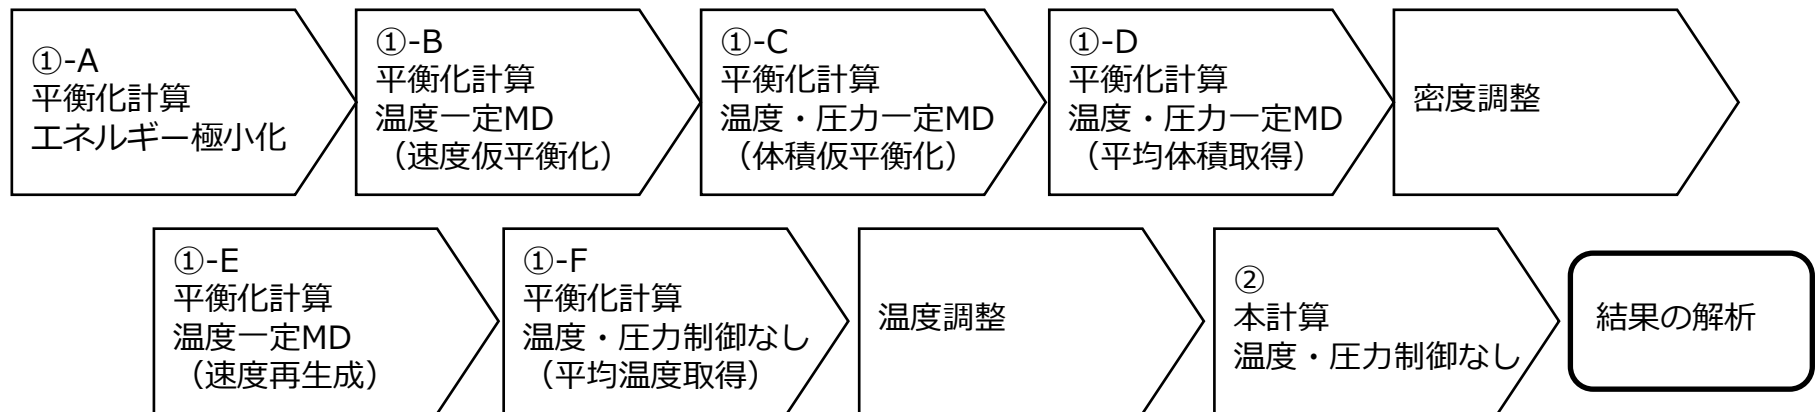 ①-A
平衡化計算
エネルギー極小化
①-B
平衡化計算
温度一定MD
（速度仮平衡化）
①-C
平衡化計算
温度・圧力一定MD
（体積仮平衡化）
①-D
平衡化計算
温度・圧力一定MD
（平均体積取得）
密度調整
①-E
平衡化計算
温度一定MD
（速度再生成）
①-F
平衡化計算
温度・圧力制御なし
（平均温度取得）
温度調整
②
本計算
温度・圧力制御なし
結果の解析